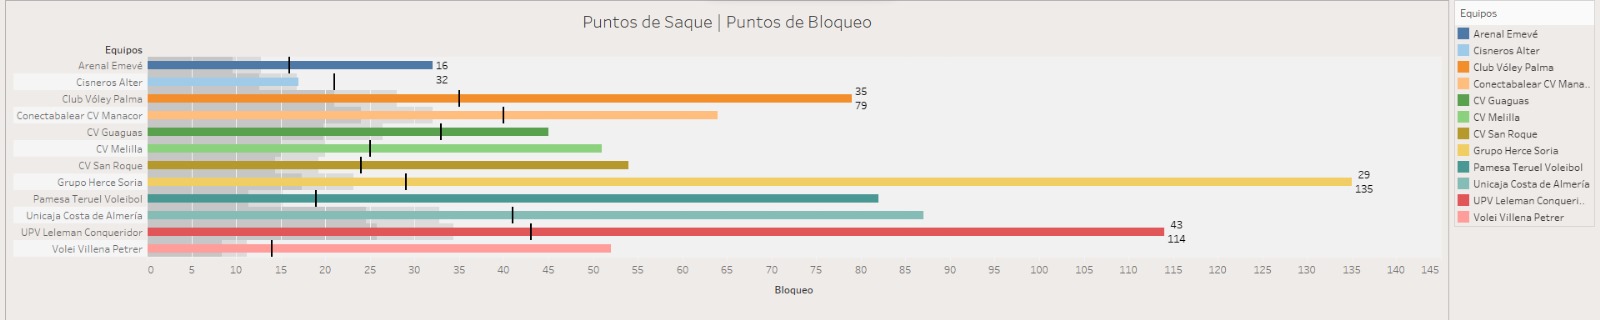 Puntos de Saque | Puntos de Bloqueo
Equipos
Arenal Emevé
16
32
Cisneros Alter
Club Vóley Palma
35
79
Conectabalear CV Manacor
CV Guaguas
CV Melilla
CV San Roque
Grupo Herce Soria
29
135
Pamesa Teruel Voleibol
Unicaja Costa de Almería
UPV Leleman Conqueridor
43
114
Volei Villena Petrer
0 5 10 15 20 25 30 35 40 45 50 55 60 65 70 75 80 85 90 95 100 105 110 115 120 125 130 135 140 145
Bloqueo
Equipos
Arenal Emevé
Cisneros Alter
Club Vóley Palma
Conectabalear CV Mana..
CV Guaguas
CV Melilla
CV San Roque
Grupo Herce Soria
Pamesa Teruel Voleibol
Unicaja Costa de Almería
UPV Leleman Conqueri..
Volei Villena Petrer